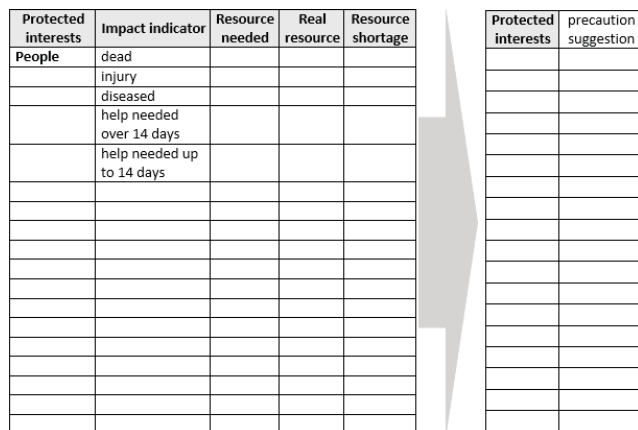 Protected interests
Impact indicator
Resource needed
Real resource
Resource shortage
People
dead
injury
diseased
help needed
over 14 days
help needed up
to 14 days
Protected interests
precaution
suggestion